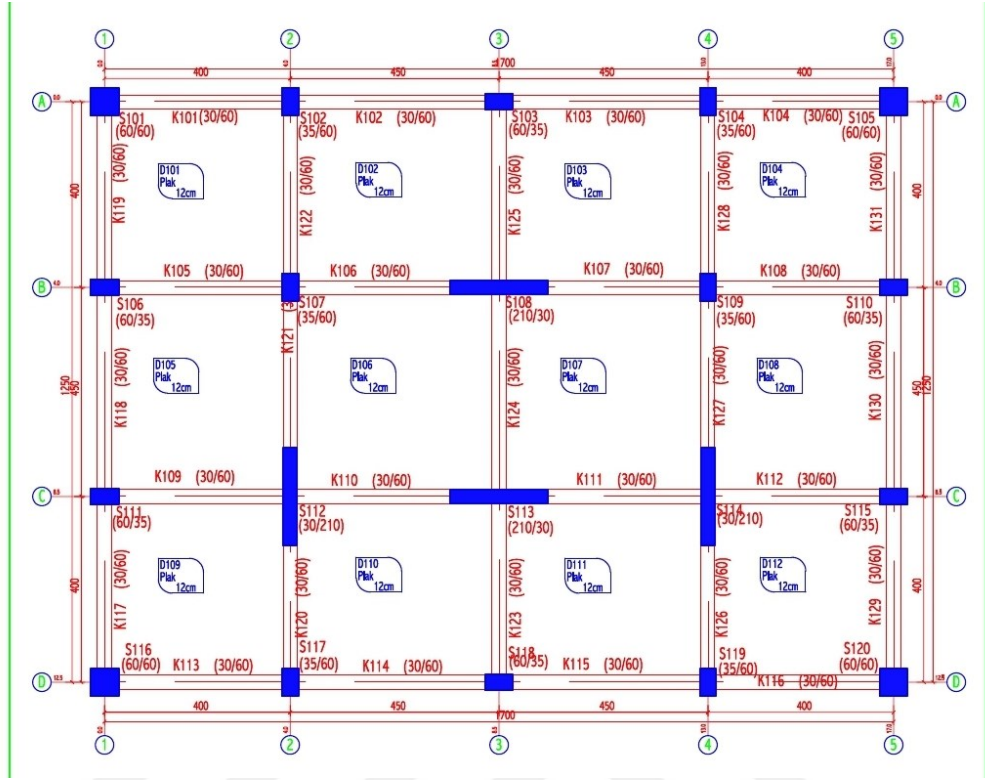 1 2 3 4 5
1700
400 450 450 400
A A
S101 K101(30/60) S102 K102 (30/60) S103 K103 (30/60) S104 K104 (30/60) S105
(60/60) (35/60) (60/35) (35/60) (60/60)
D101 D102 D103 D104
Plak Plak Plak Plak
12cm 12cm 12cm 12cm
400 K119 (30/60) K122 (30/60) K125 (30/60) K128 (30/60) K131 (30/60) 400
K105 (30/60) K106 (30/60) K107 (30/60) K108 (30/60)
B B
S106 S107 S108 S109 S110
(60/35) (35/60) (210/30) (35/60) (60/35)
D105 D106 D107 D108
Plak Plak Plak Plak
12cm 12cm 12cm 12cm
1250 450 K118 (30/60) K121 K124 (30/60) K127 (30/60) K130 (30/60) 450 1250
K109 (30/60) K110 (30/60) K111 (30/60) K112 (30/60)
C C
S111 S112 S113 S114 S115
(60/35) (30/210) (210/30) (30/210) (60/35)
D109 D110 D111 D112
Plak Plak Plak Plak
12cm 12cm 12cm 12cm
400 K117 (30/60) K120 (30/60) K123 (30/60) K126 (30/60) K129 (30/60) 400
S116 S117 S118 S119 S120
(60/60) K113 (30/60) (35/60) K114 (30/60) (60/35) K115 (30/60) (35/60) K116 (30/60) (60/60)
D D
400 450 450 400
1700
1 2 3 4 5